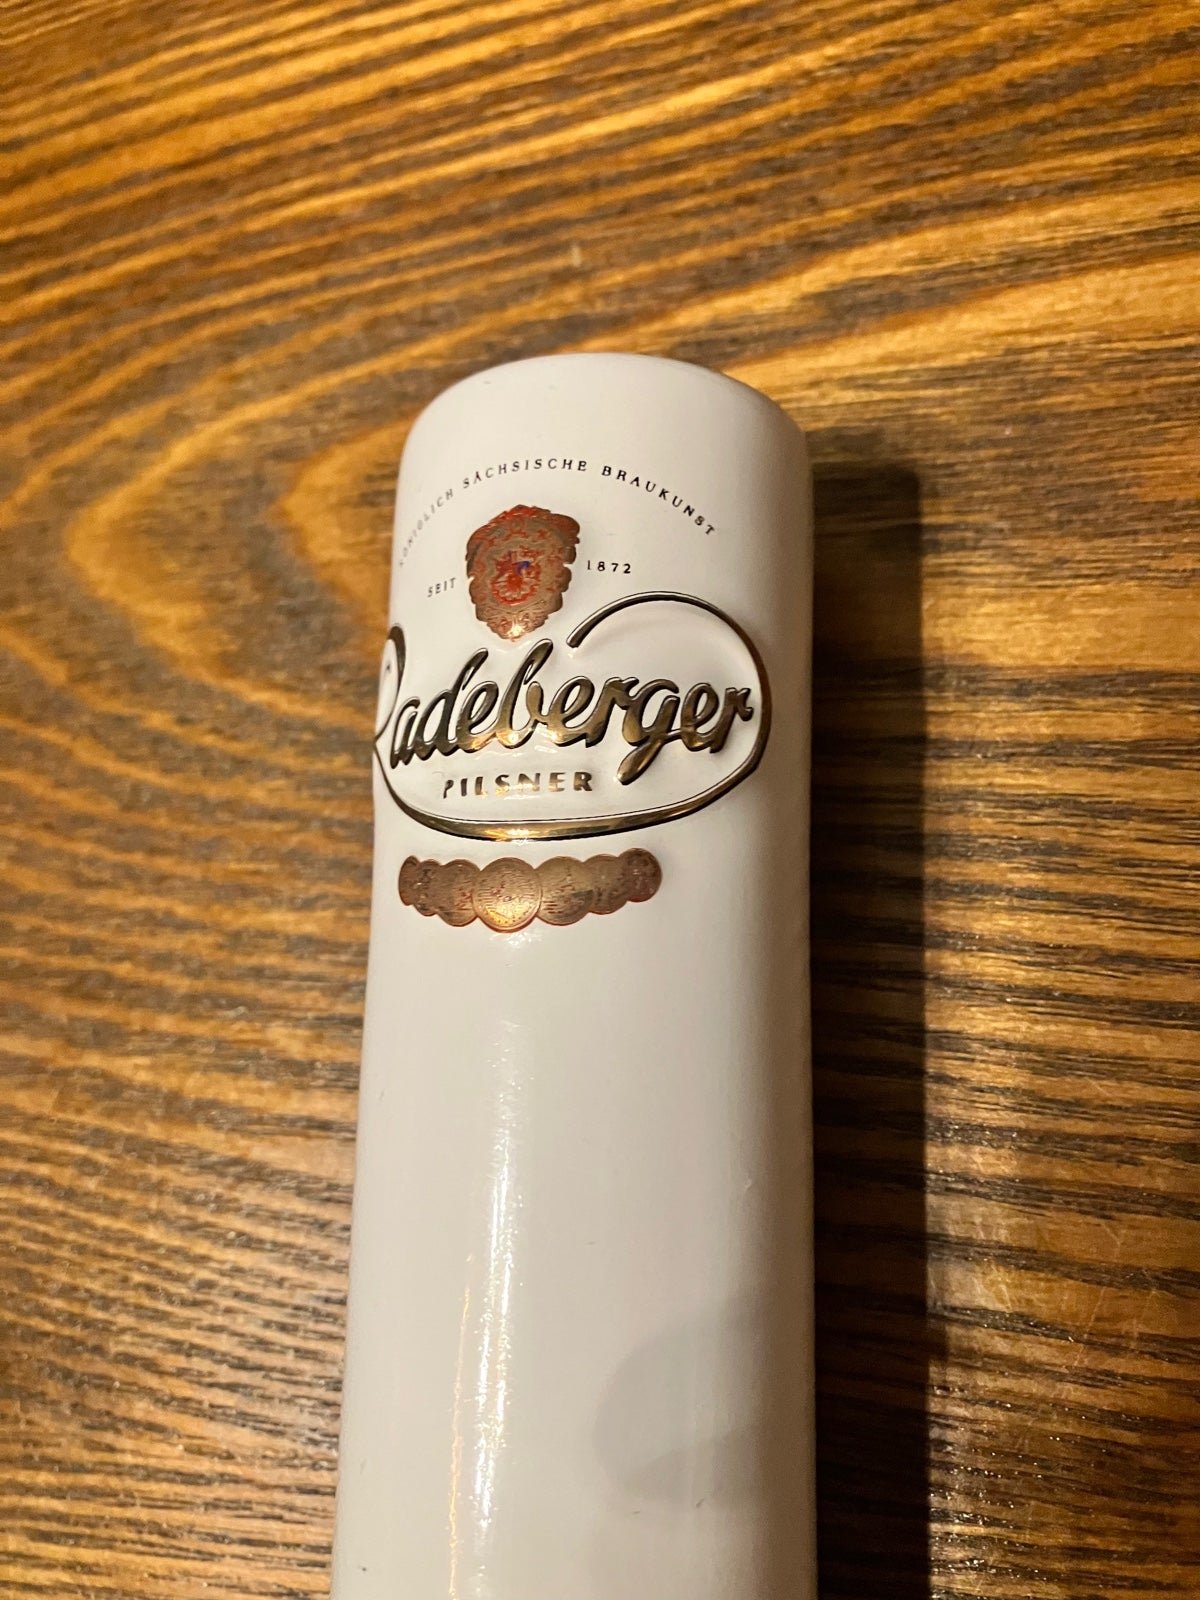 KÖNIGLICH SÄCHSISCHE BRAUKUNST
SEIT 1872
Radeberger
PILSNER